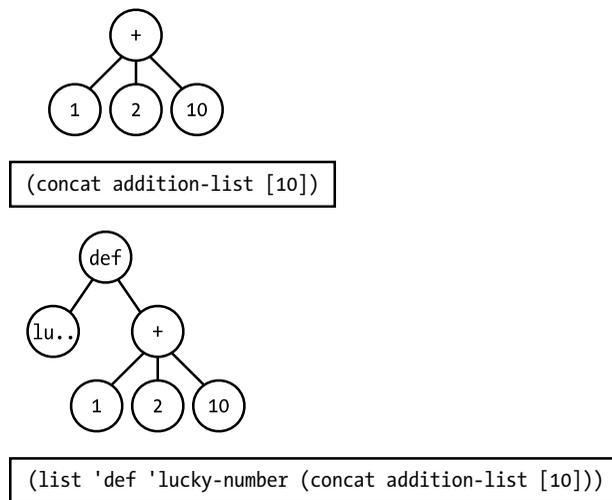 +
1 2 10
(concat addition-list [10])
def
lu.. +
1 2 10
(list 'def 'lucky-number (concat addition-list [10]))